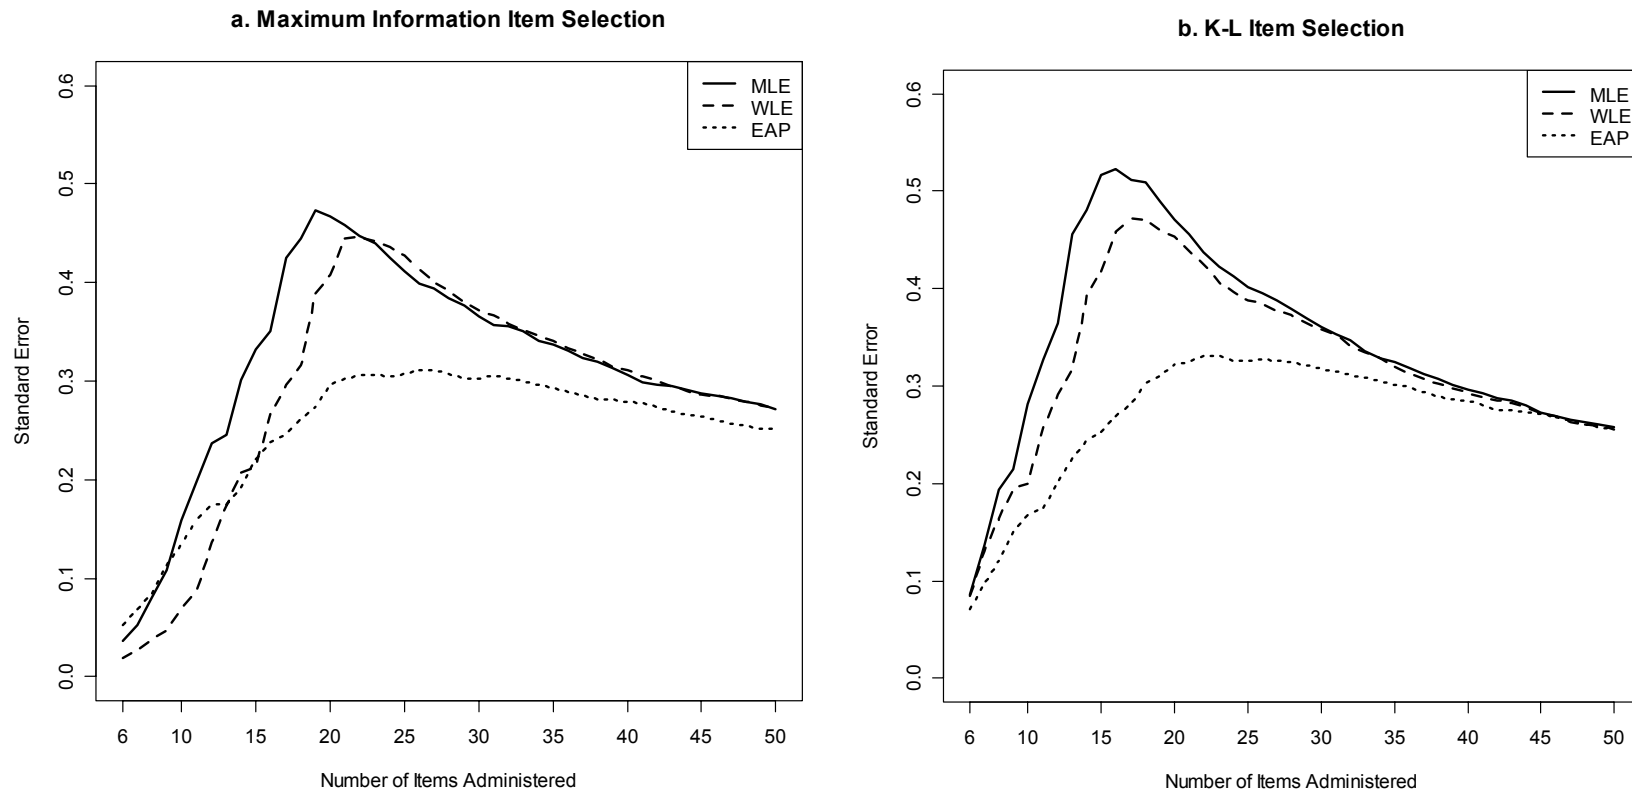 a. Maximum Information Item Selection
MLE
WLE
EAP
0.6
0.5
0.4
0.3
0.2
0.1
0.0
Standard Error
6 10 15 20 25 30 35 40 45 50
Number of Items Administered
b. K-L Item Selection
MLE
WLE
EAP
0.6
0.5
0.4
0.3
0.2
0.1
0.0
Standard Error
6 10 15 20 25 30 35 40 45 50
Number of Items Administered